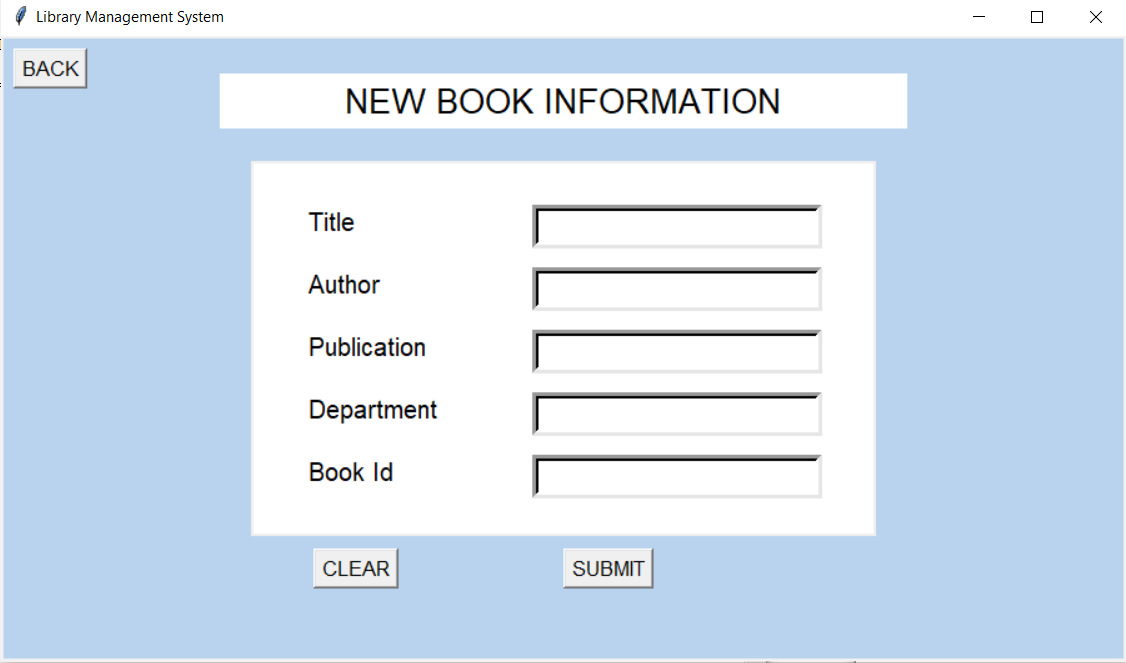 Library Management System
BACK
NEW BOOK INFORMATION
Title
Author
Publication
Department
Book Id
CLEAR SUBMIT